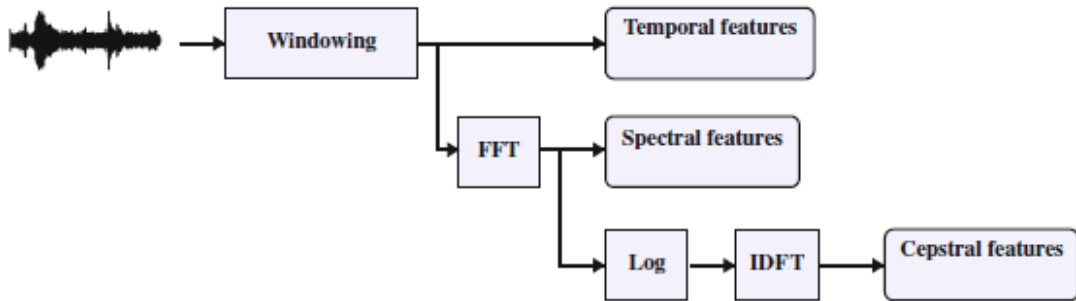 Windowing
Temporal features
FFT
Spectral features
Log
IDFT
Cepstral features